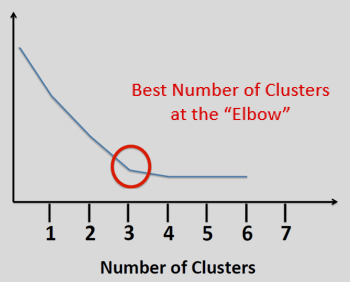 Best Number of Clusters
at the “Elbow”
1 2 3 4 5 6 7
Number of Clusters